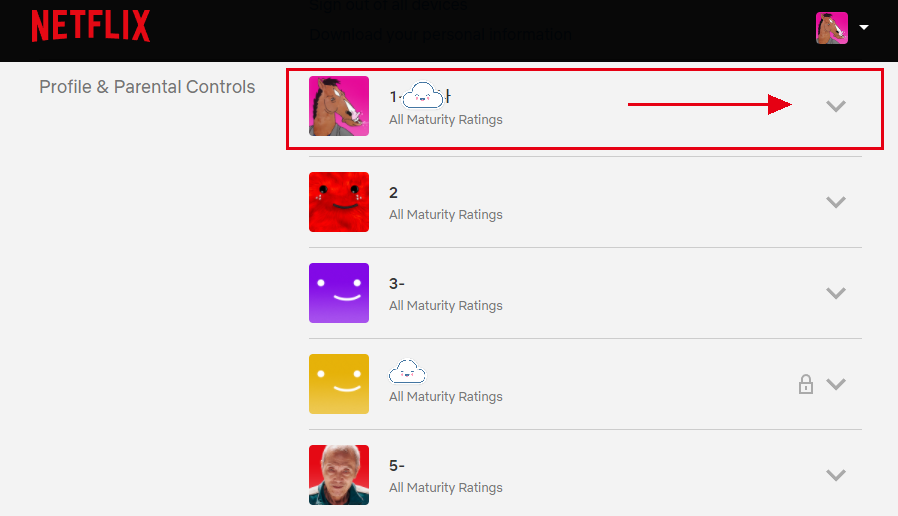 Sign out of all devices
NETFLIX
Download your personal information
Profile & Parental Controls
1-
All Maturity Ratings
2
All Maturity Ratings
3-
All Maturity Ratings
All Maturity Ratings
5-
All Maturity Ratings